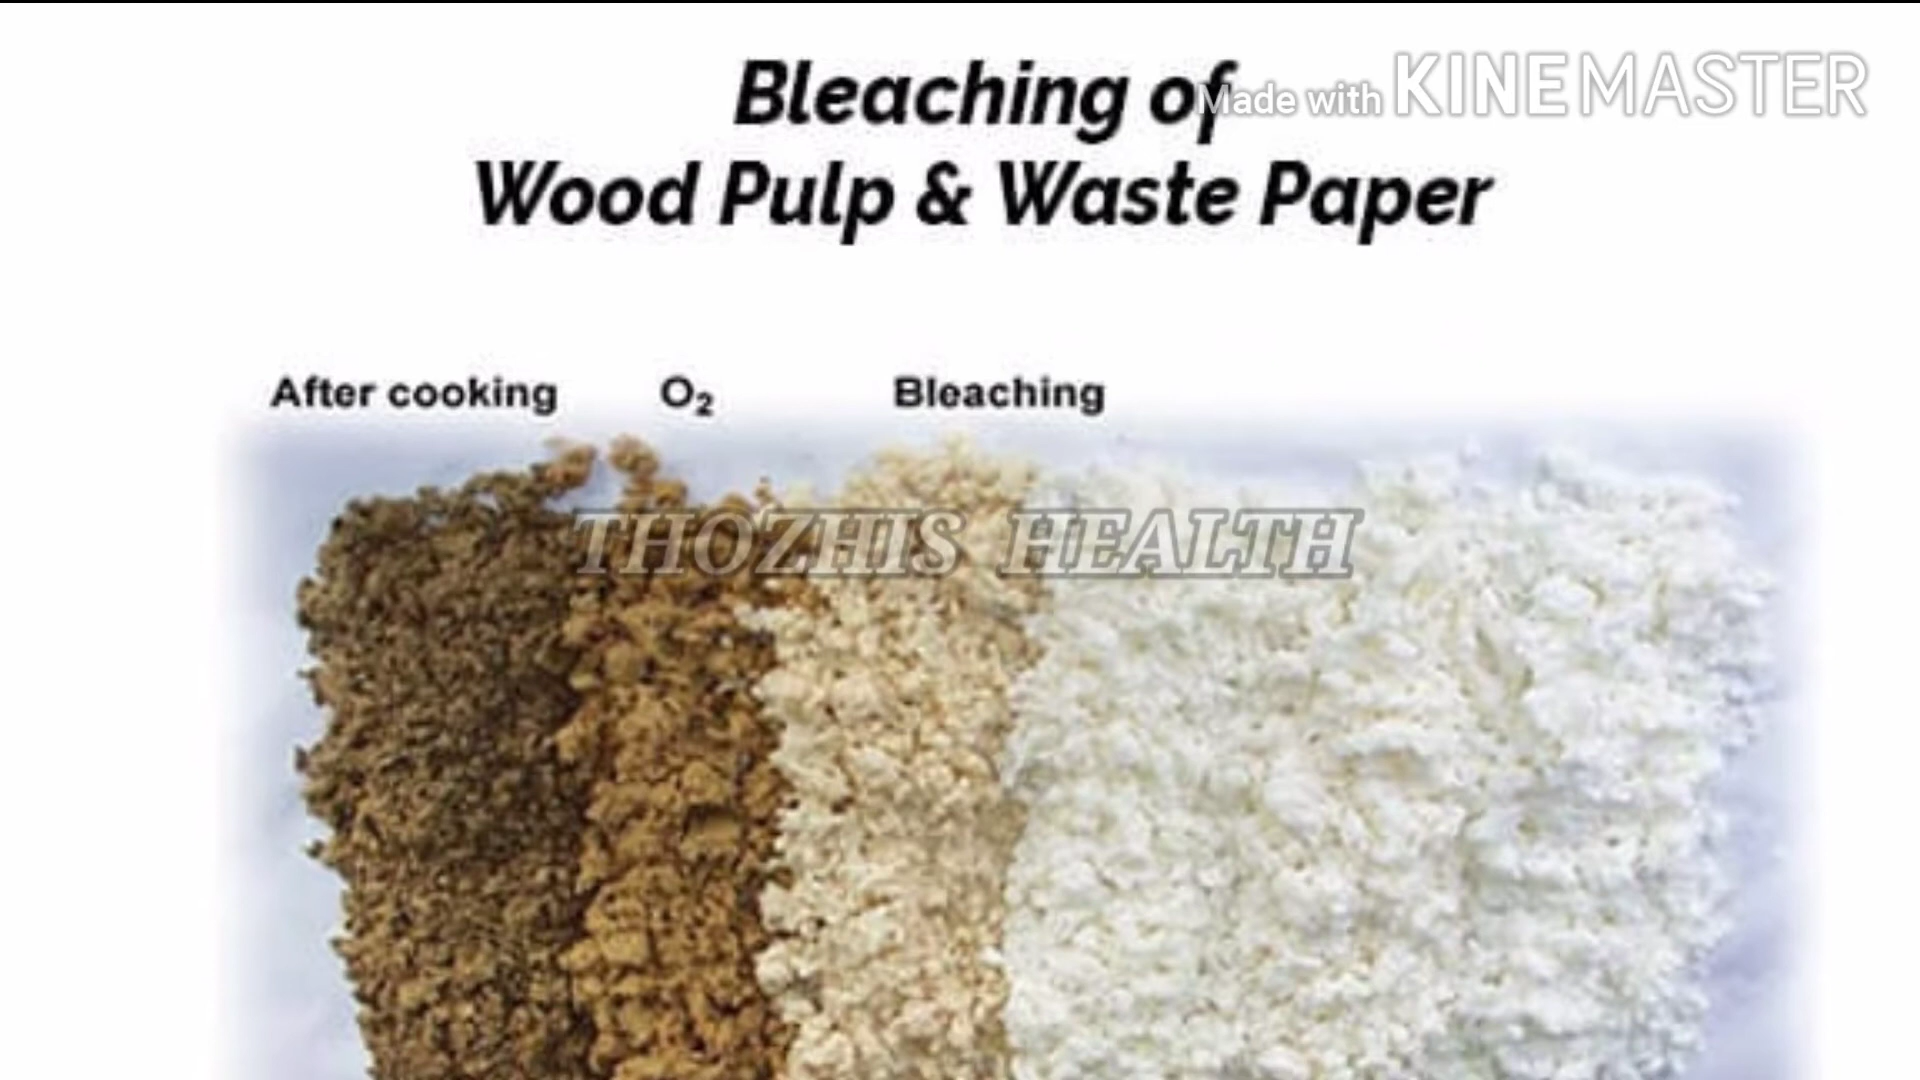 Bleaching of
Made with KINEMASTER
Wood Pulp & Waste Paper
After cooking O₂ Bleaching
THOZHIS HEALTH